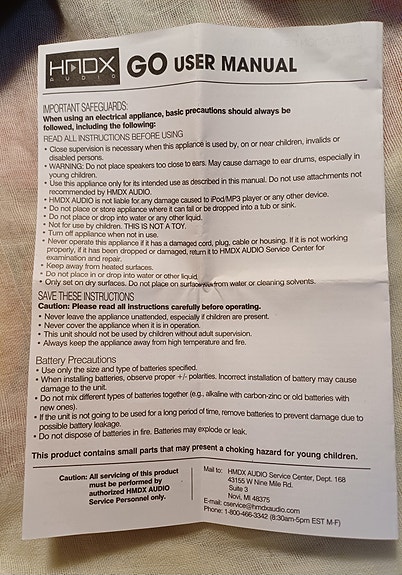 HMDX
AUDIO
GO USER MANUAL
IMPORTANT SAFEGUARDS:
When using an electrical appliance, basic precautions should always be
followed, including the following:
READ ALL INSTRUCTIONS BEFORE USING
• Close supervision is necessary when this appliance is used by, on or near children, invalids or
disabled persons.
• WARNING: Do not place speakers too close to ears. May cause damage to ear drums, especially in
young children.
• Use this appliance only for its intended use as described in this manual. Do not use attachments not
recommended by HMDX AUDIO.
• HMDX AUDIO is not liable for any damage caused to iPod/MP3 player or any other device.
• Do not place or store appliance where it can fall or be dropped into a tub or sink.
• Do not place or drop into water or any other liquid.
• Not for use by children. THIS IS NOT A TOY.
• Turn off appliance when not in use.
• Never operate this appliance if it has a damaged cord, plug, cable or housing. If it is not working
properly, if it has been dropped or damaged, return it to HMDX AUDIO Service Center for
examination and repair.
• Keep away from heated surfaces.
• Do not place in or drop into water or other liquid.
• Only set on dry surfaces. Do not place on surface wet from water or cleaning solvents.
SAVE THESE INSTRUCTIONS
Caution: Please read all instructions carefully before operating.
• Never leave the appliance unattended, especially if children are present.
• Never cover the appliance when it is in operation.
• This unit should not be used by children without adult supervision.
• Always keep the appliance away from high temperature and fire.
Battery Precautions
• Use only the size and type of batteries specified.
• When installing batteries, observe proper +/- polarities. Incorrect installation of battery may cause
damage to the unit.
• Do not mix different types of batteries together (e.g., alkaline with carbon-zinc or old batteries with
new ones).
• If the unit is not going to be used for a long period of time, remove batteries to prevent damage due to
possible battery leakage.
• Do not dispose of batteries in fire. Batteries may explode or leak.
This product contains small parts that may present a choking hazard for young children.
Caution: All servicing of this product
must be performed by
authorized HMDX AUDIO
Service Personnel only.
Mail to: HMDX AUDIO Service Center, Dept. 168
43155 W Nine Mile Rd.
Suite 3
Novi, MI 48375
E-mail: cservice@hmdxaudio.com
Phone: 1-800-466-3342 (8:30am-5pm EST M-F)